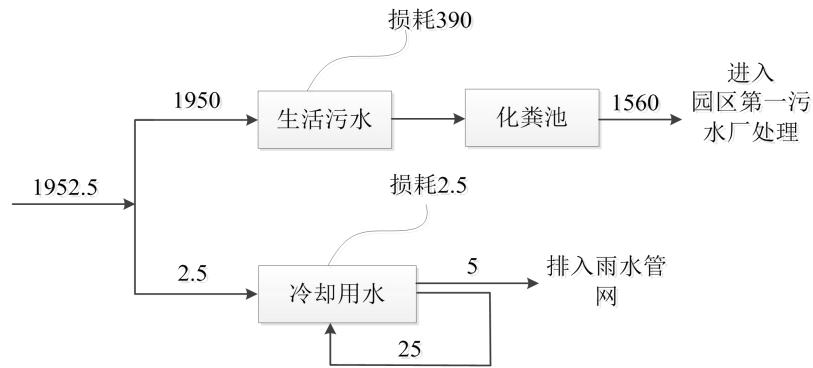 损耗390
1950
生活污水
化粪池
1560
进入
园区第一污
水厂处理
1952.5
损耗2.5
2.5
冷却用水
5
排入雨水管
网
25